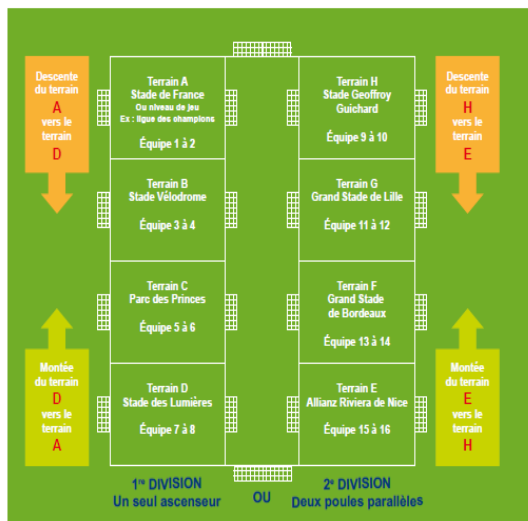 Descente
du terrain
A
vers le
terrain
D
Montée
du terrain
D
vers le
terrain
A
Terrain A
Stade de France
Ou niveau de jeu
Ex : ligue des champions
Équipe 1 à 2
Terrain B
Stade Vélodrome
Équipe 3 à 4
Terrain C
Parc des Princes
Équipe 5 à 6
Terrain D
Stade des Lumières
Équipe 7 à 8
Terrain H
Stade Geoffroy
Guichard
Équipe 9 à 10
Terrain G
Grand Stade de Lille
Équipe 11 à 12
Terrain F
Grand Stade
de Bordeaux
Équipe 13 à 14
Terrain E
Allianz Riviera de Nice
Équipe 15 à 16
Descente
du terrain
H
vers le
terrain
E
Montée
du terrain
E
vers le
terrain
H
1re DIVISION
Un seul ascenseur
OU
2e DIVISION
Deux poules parallèles